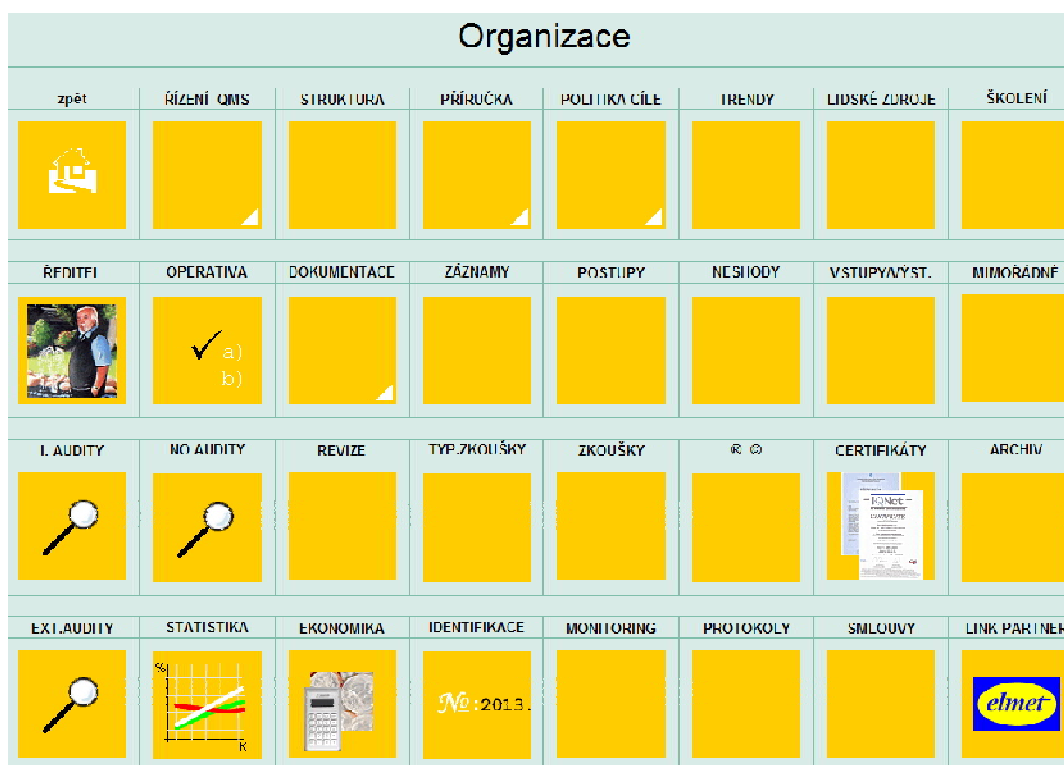 Organizace
zpět ŘÍZENÍ QMS STRUKTURA PŘÍRUČKA POLITIKA CÍLE TRENDY LIDSKÉ ZDROJE ŠKOLENÍ
ŘEDITEL OPERATIVA DOKUMENTACE ZÁZNAMY POSTUPY NESHODY VSTUPY/VÝST. MIMOŘÁDNÉ
a)
b)
I. AUDITY NO AUDITY REVIZE TYP.ZKOUŠKY ZKOUŠKY ® © CERTIFIKÁTY ARCHIV
IQNet
CERTIFICATE
EXT.AUDITY STATISTIKA EKONOMIKA IDENTIFIKACE MONITORING PROTOKOLY SMLOUVY LINK PARTNER
%
No :2013.
elmet
R